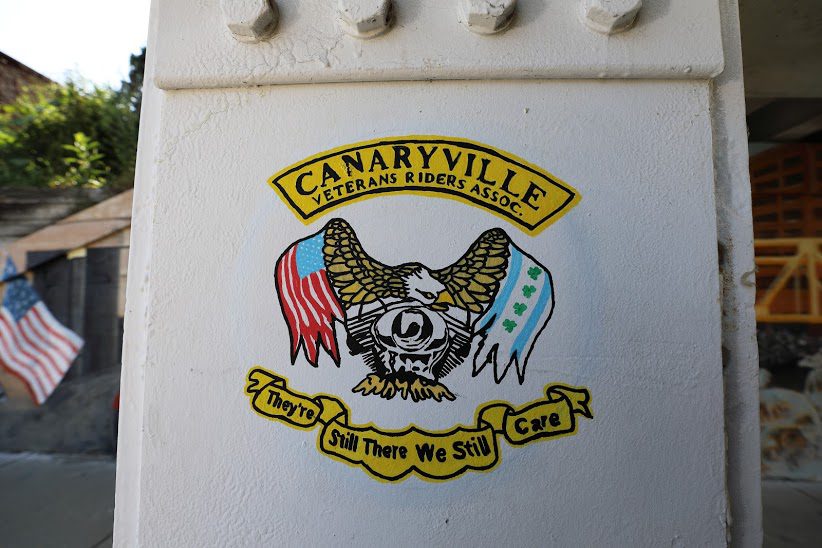 CANARYVILLE
VETERANS RIDERS ASSOC.
They're
Still There We Still
Care